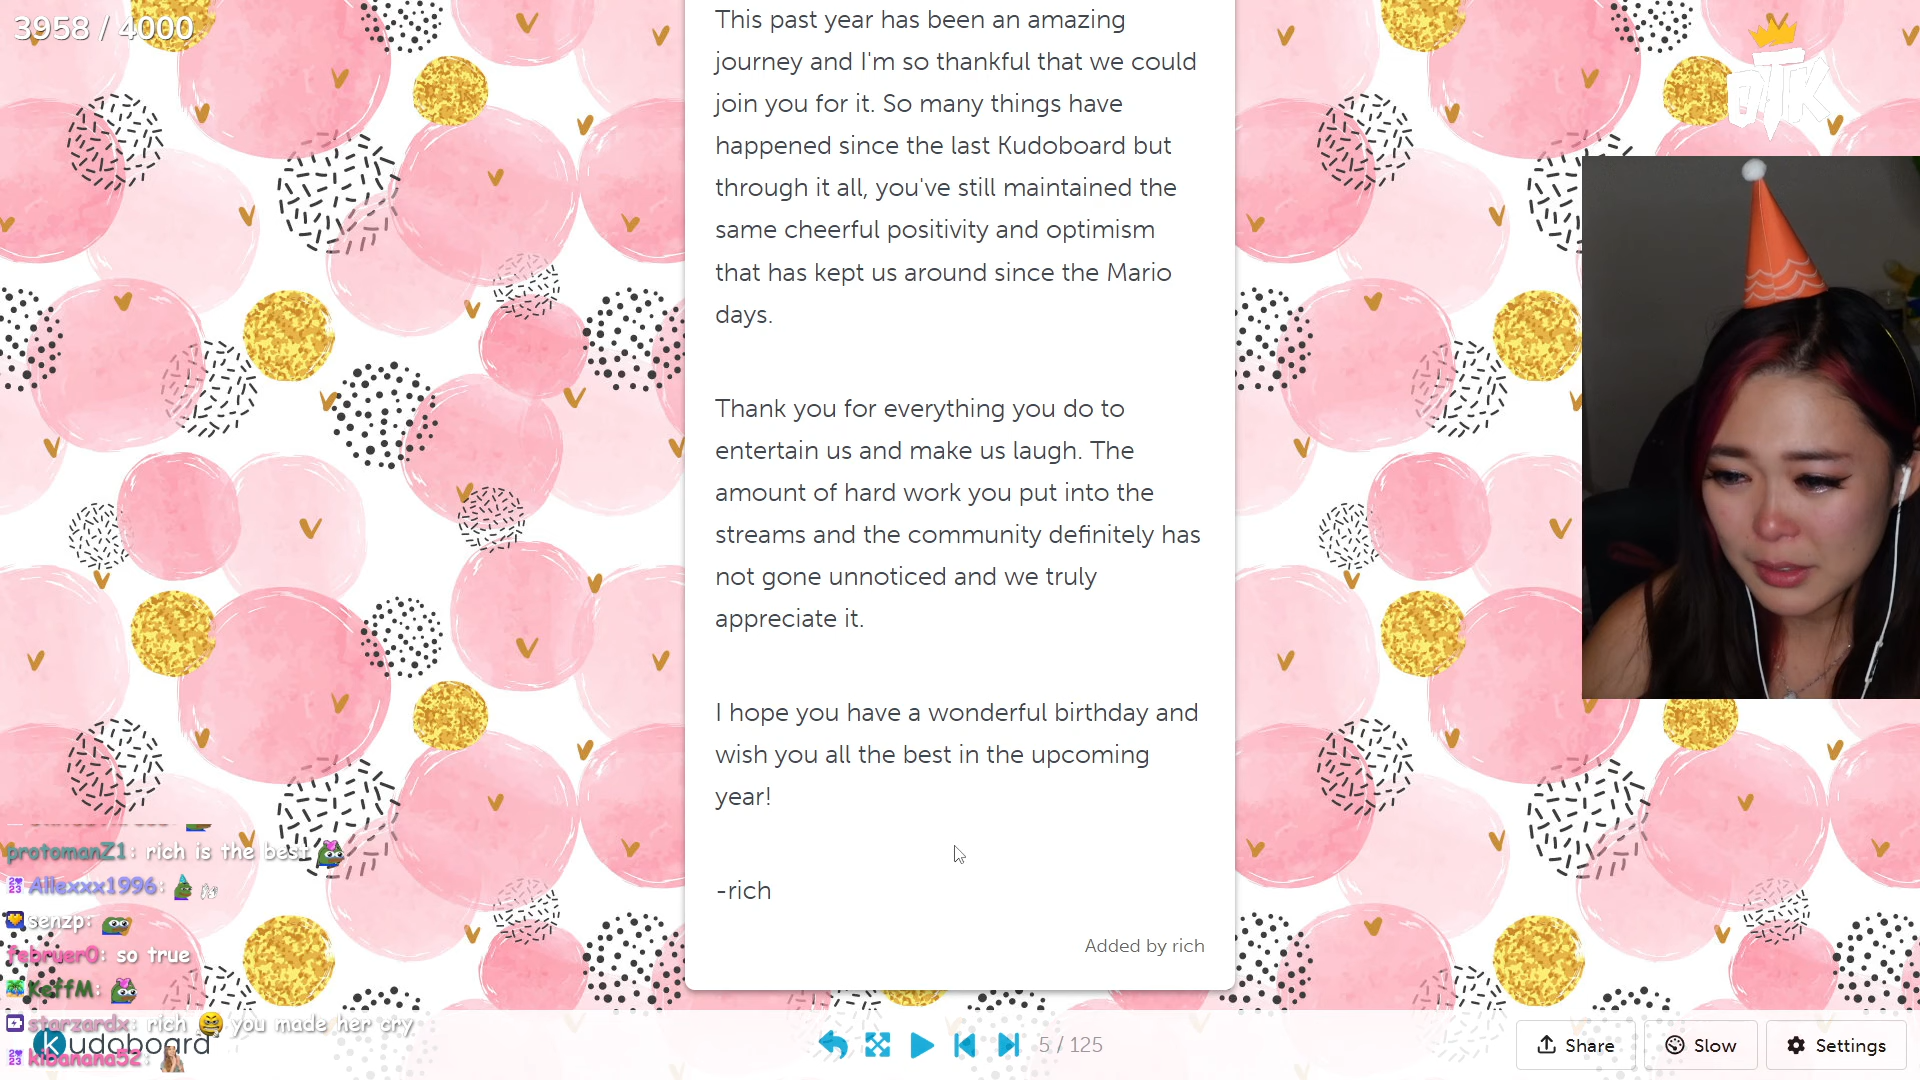 3958 / 4000
OTK
This past year has been an amazing
journey and I'm so thankful that we could
join you for it. So many things have
happened since the last Kudoboard but
through it all, you've still maintained the
same cheerful positivity and optimism
that has kept us around since the Mario
days.
Thank you for everything you do to
entertain us and make us laugh. The
amount of hard work you put into the
streams and the community definitely has
not gone unnoticed and we truly
appreciate it.
I hope you have a wonderful birthday and
wish you all the best in the upcoming
year!
-rich
Added by rich
protomanZ1: rich is the best
Allexxx1996:
senzp:
februer0: so true
KeffM:
starzardx: rich you made her cry
kibanana52:
kudoboard
5 / 125
Share
Slow
Settings